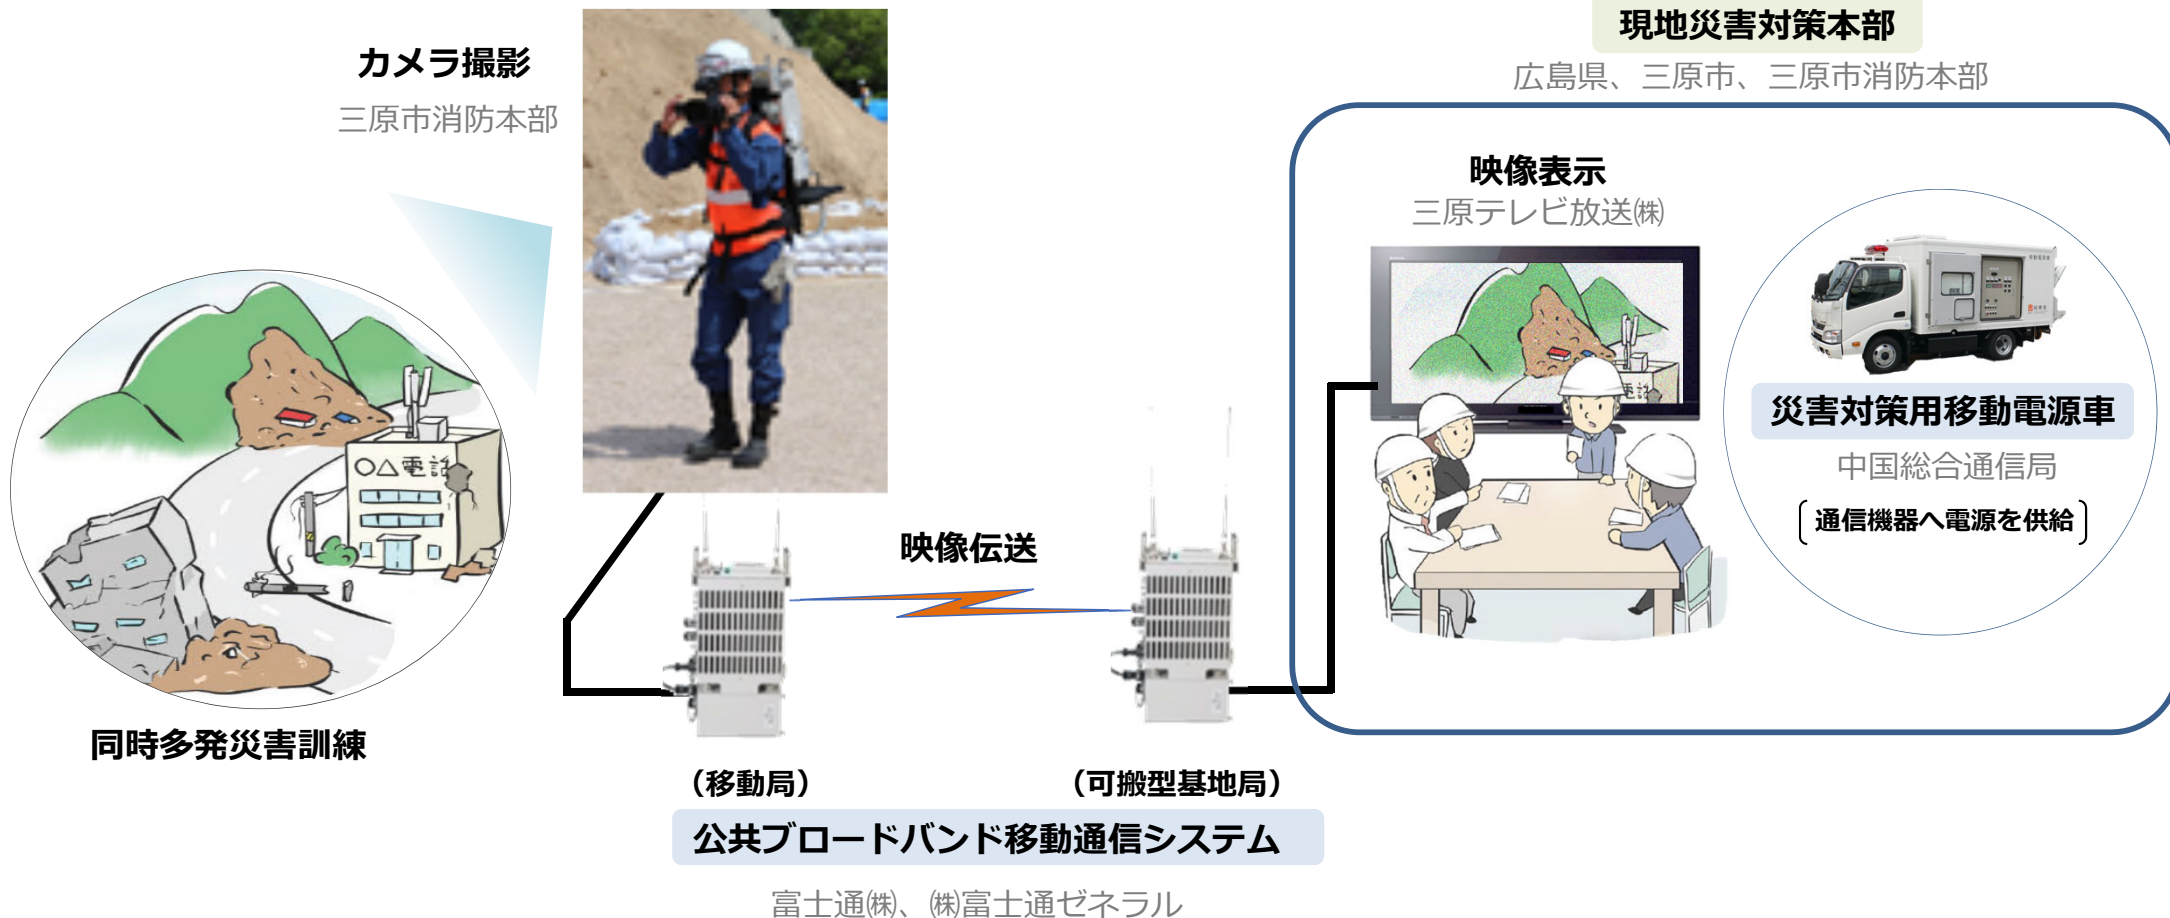 現地災害対策本部
広島県、三原市、三原市消防本部
カメラ撮影
三原市消防本部
映像表示
三原テレビ放送㈱
災害対策用移動電源車
中国総合通信局
通信機器へ電源を供給
〇△電話
電話
映像伝送
同時多発災害訓練
（移動局）
（可搬型基地局）
公共ブロードバンド移動通信システム
富士通㈱、㈱富士通ゼネラル